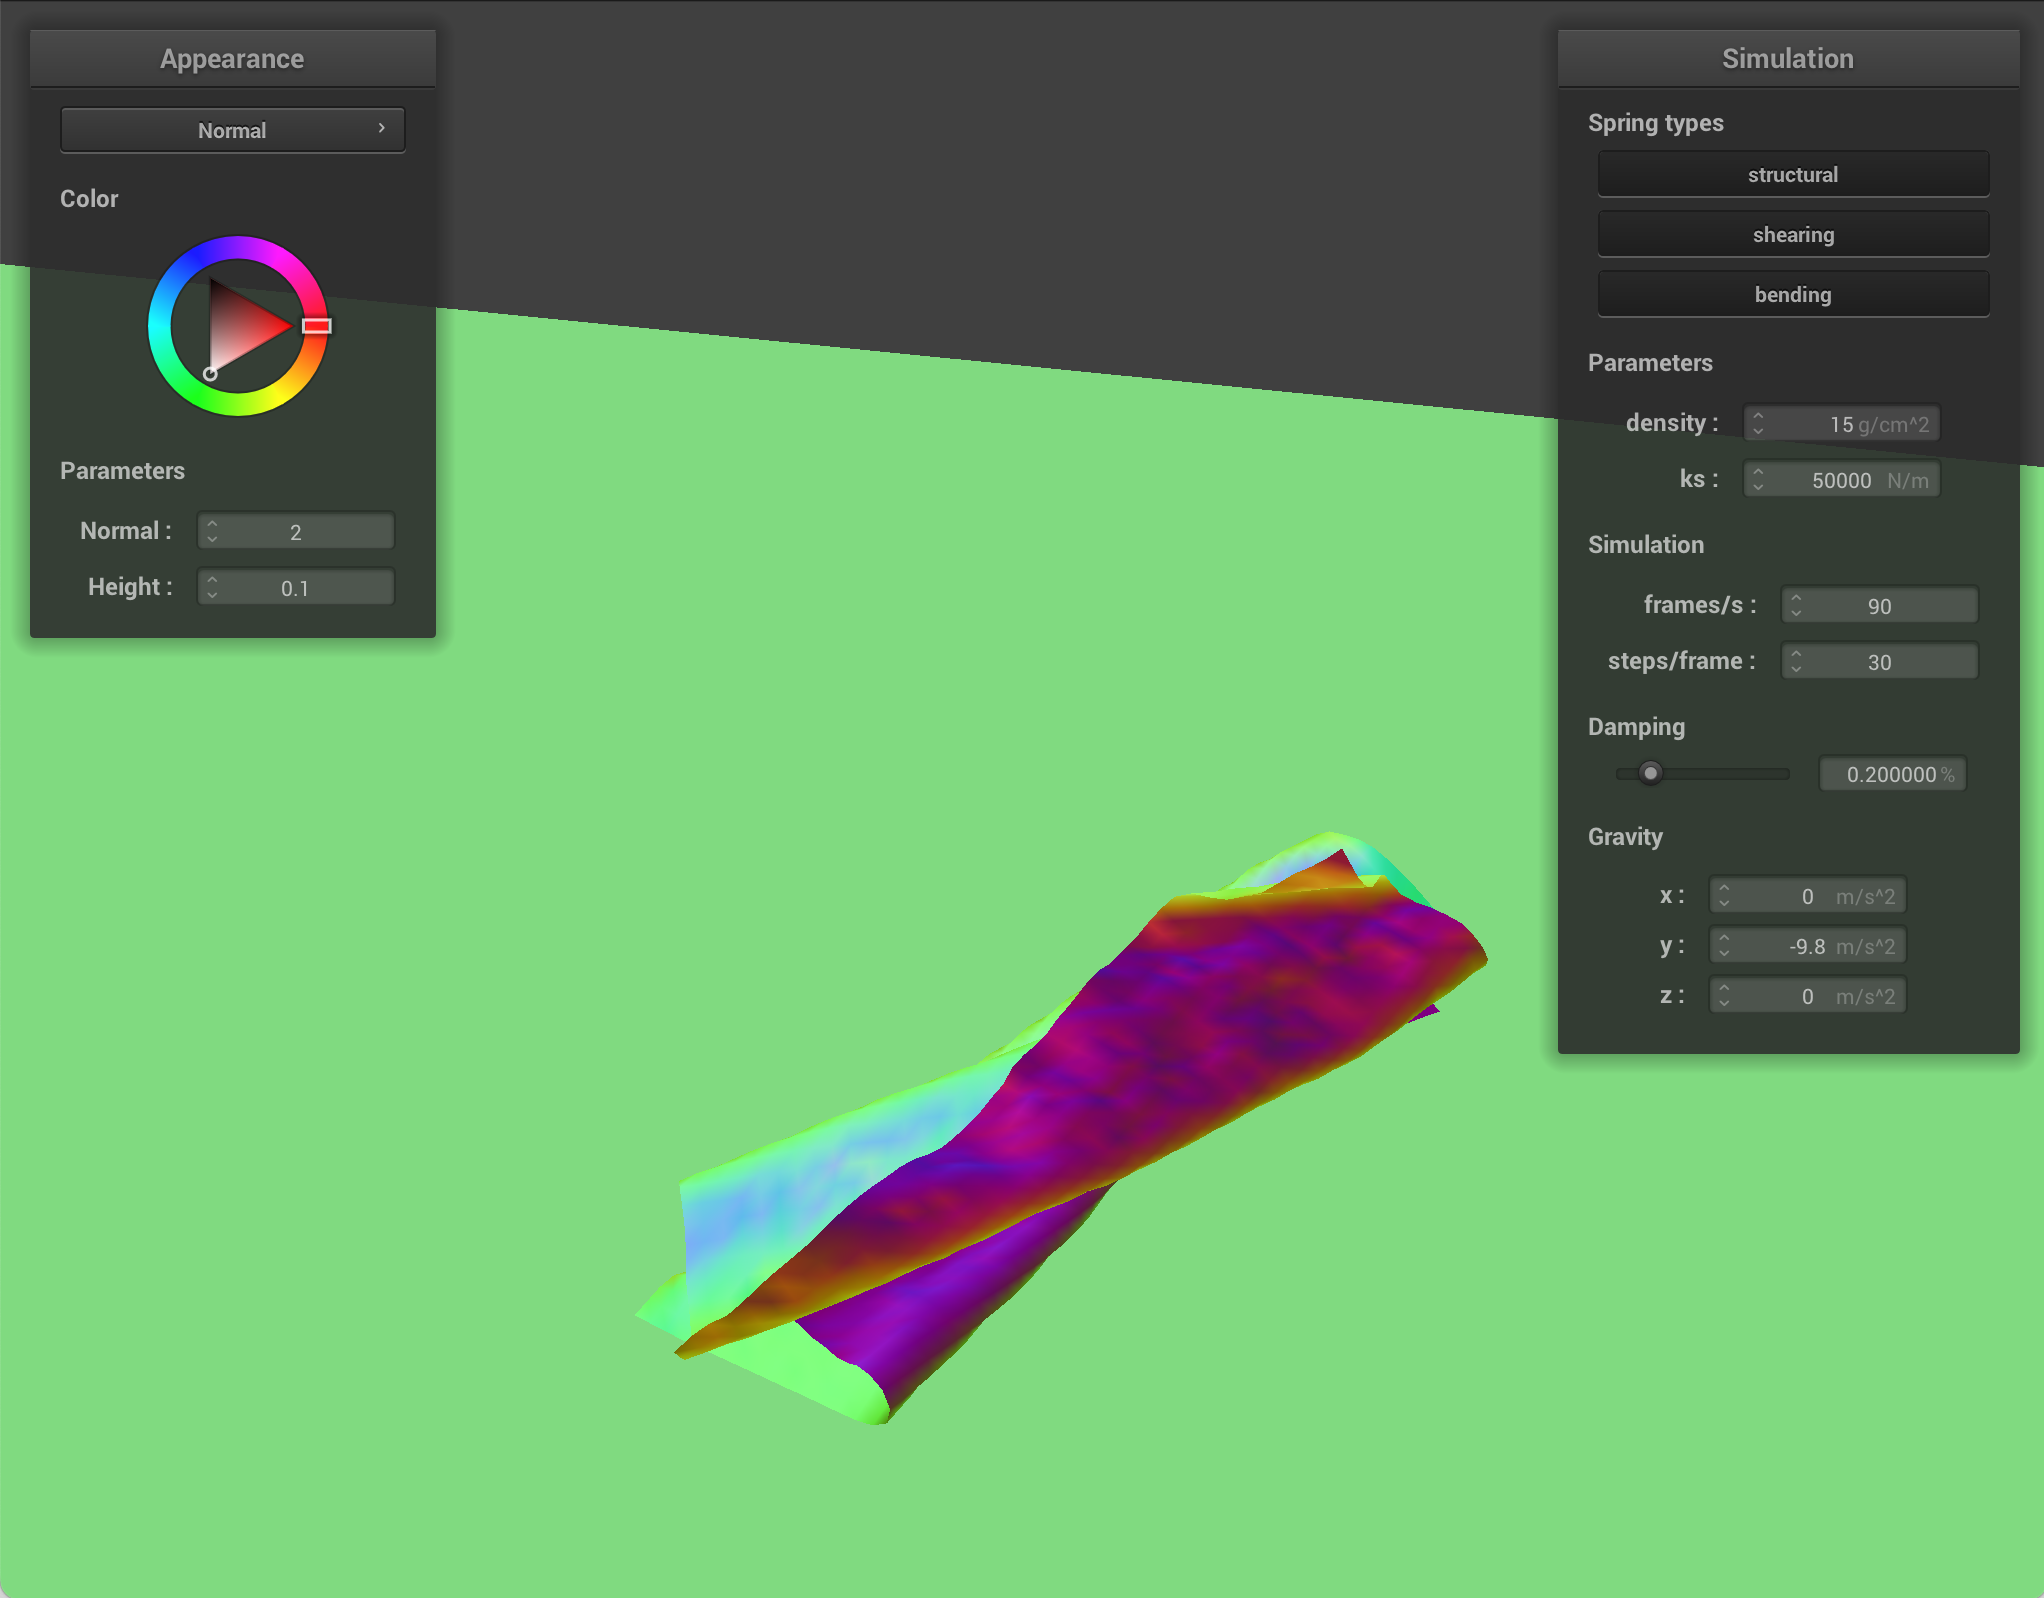 Appearance
Normal
Color
Parameters
Normal : 2
Height : 0.1
Simulation
Spring types
structural
shearing
bending
Parameters
density : 15 g/cm^2
ks : 50000 N/m
Simulation
frames/s : 90
steps/frame : 30
Damping
0.200000 %
Gravity
x : 0 m/s^2
y : -9.8 m/s^2
z : 0 m/s^2